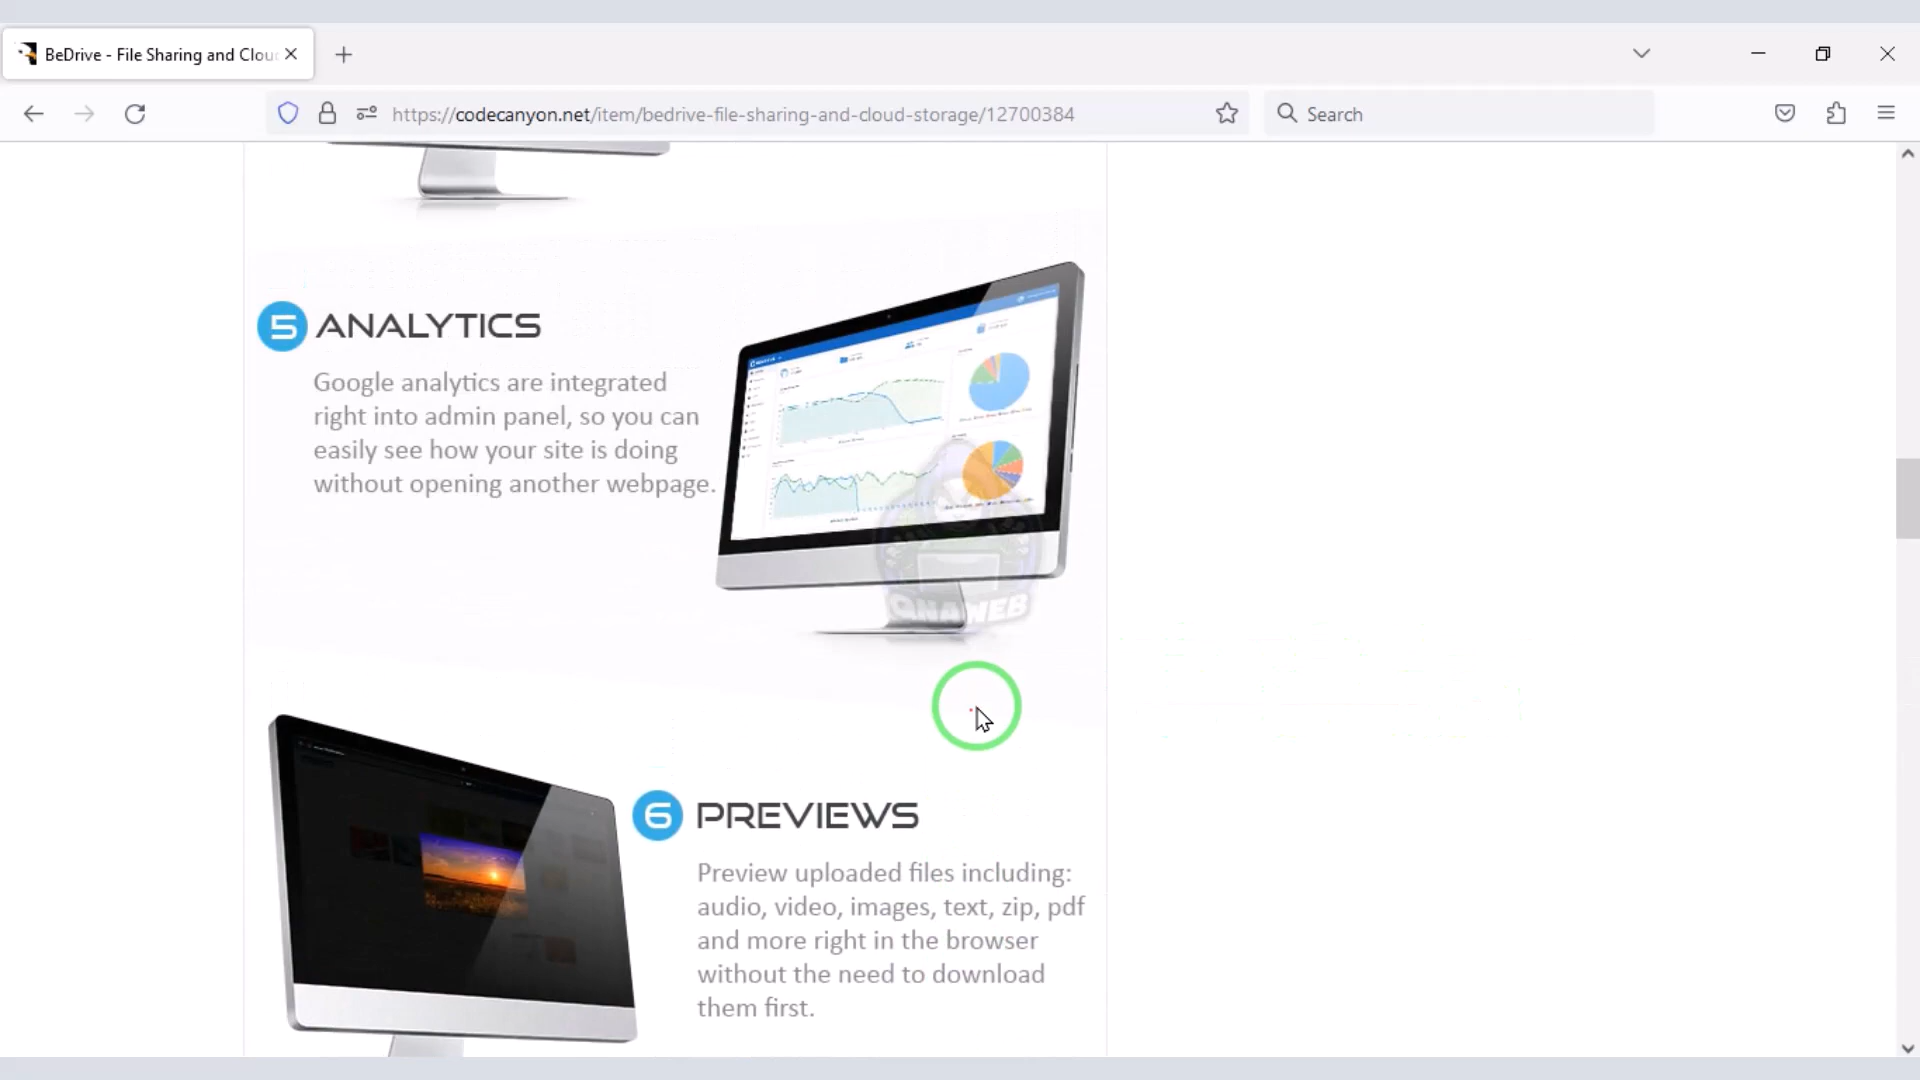 BeDrive - File Sharing and Clou
https://codecanyon.net/item/bedrive-file-sharing-and-cloud-storage/12700384
Search
5 ANALYTICS
Google analytics are integrated
right into admin panel, so you can
easily see how your site is doing
without opening another webpage.
QNAWEB
6 PREVIEWS
Preview uploaded files including:
audio, video, images, text, zip, pdf
and more right in the browser
without the need to download
them first.